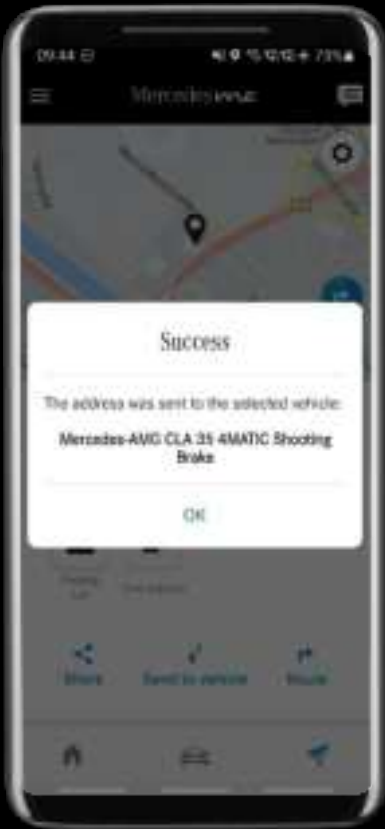 09:44
Mercedes me
Success
The address was sent to the selected vehicle:
Mercedes-AMG CLA 35 4MATIC Shooting
Brake
OK
Share
Send to vehicle
Route